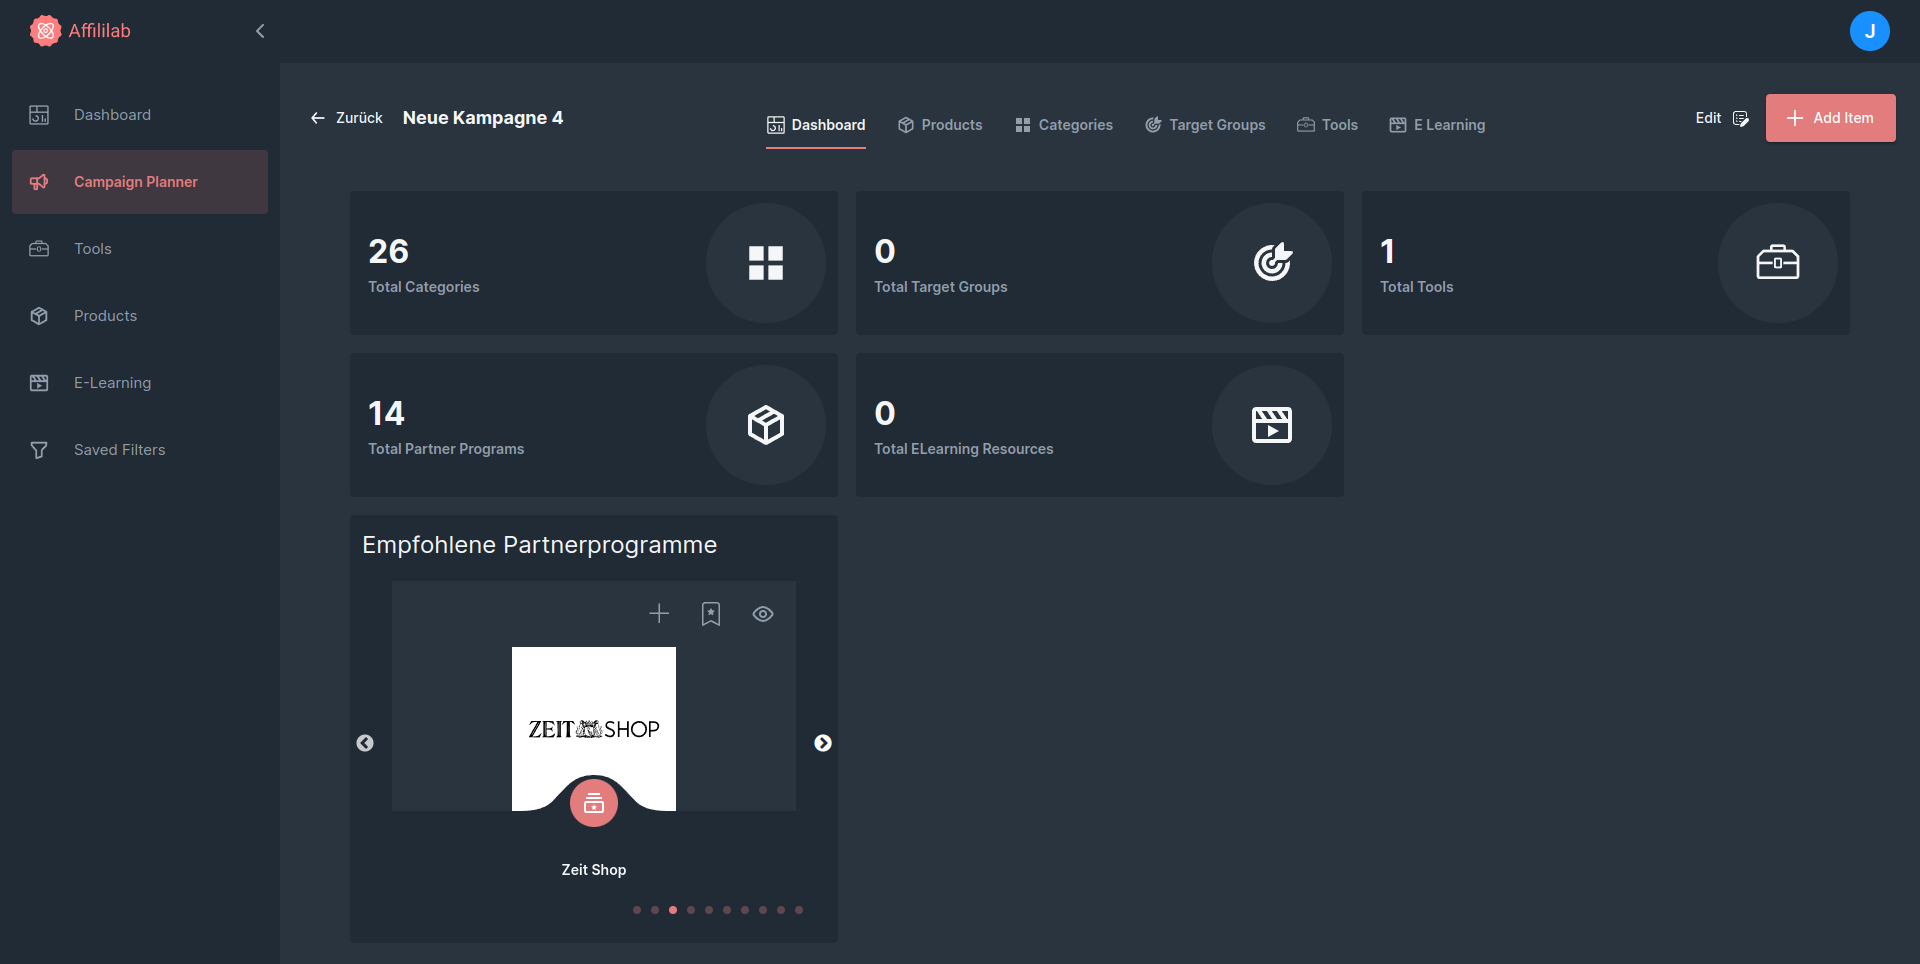 Affililab
J
Dashboard
Campaign Planner
Tools
Products
E-Learning
Saved Filters
Zurück
Neue Kampagne 4
Dashboard
Products
Categories
Target Groups
Tools
E Learning
Edit
Add Item
26
Total Categories
0
Total Target Groups
1
Total Tools
14
Total Partner Programs
0
Total ELearning Resources
Empfohlene Partnerprogramme
ZEIT SHOP
Zeit Shop